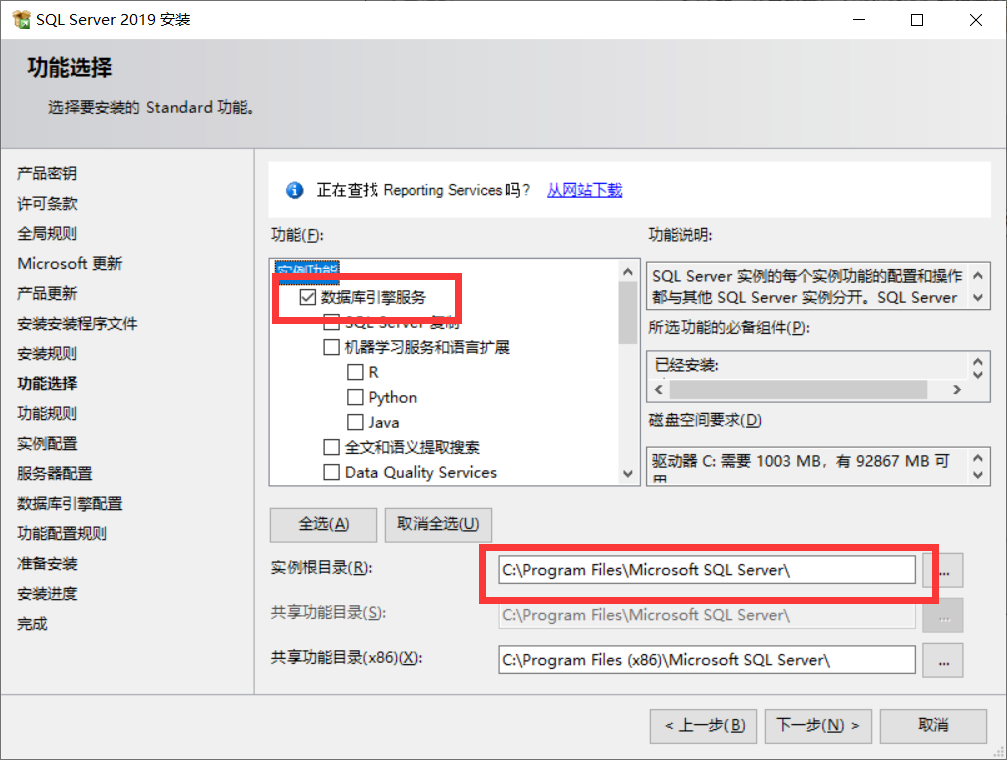 SQL Server 2019 安装
功能选择
选择要安装的 Standard 功能。
产品密钥
许可条款
全局规则
Microsoft 更新
产品更新
安装安装程序文件
安装规则
功能选择
功能规则
实例配置
服务器配置
数据库引擎配置
功能配置规则
准备安装
安装进度
完成
正在查找 Reporting Services 吗? 从网站下载
功能(F):
实例功能
数据库引擎服务
SQL Server 复制
机器学习服务和语言扩展
R
Python
Java
全文和语义提取搜索
Data Quality Services
功能说明:
SQL Server 实例的每个实例功能的配置和操作
都与其他 SQL Server 实例分开。SQL Server
所选功能的必备组件(P):
已经安装:
磁盘空间要求(D)
驱动器 C: 需要 1003 MB，有 92867 MB 可
用
全选(A) 取消全选(U)
实例根目录(R): C:\Program Files\Microsoft SQL Server\ ...
共享功能目录(S): C:\Program Files\Microsoft SQL Server\ ...
共享功能目录(x86)(X): C:\Program Files (x86)\Microsoft SQL Server\ ...
< 上一步(B) 下一步(N) > 取消